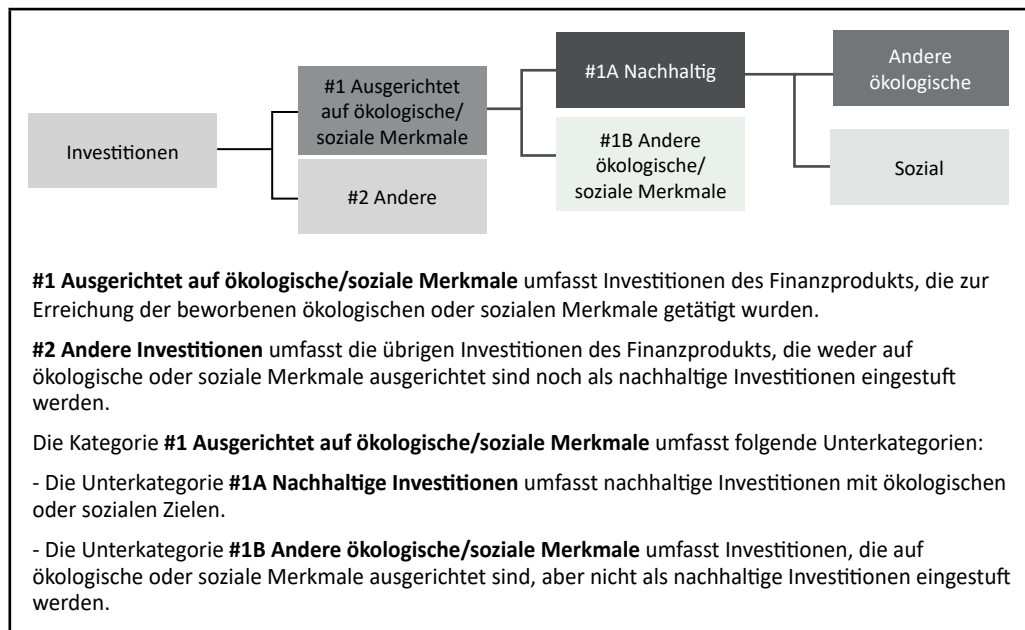 Investitionen
#1 Ausgerichtet
auf ökologische/
soziale Merkmale
#2 Andere
#1A Nachhaltig
#1B Andere
ökologische/
soziale Merkmale
Andere
ökologische
Sozial
#1 Ausgerichtet auf ökologische/soziale Merkmale umfasst Investitionen des Finanzprodukts, die zur
Erreichung der beworbenen ökologischen oder sozialen Merkmale getätigt wurden.
#2 Andere Investitionen umfasst die übrigen Investitionen des Finanzprodukts, die weder auf
ökologische oder soziale Merkmale ausgerichtet sind noch als nachhaltige Investitionen eingestuft
werden.
Die Kategorie #1 Ausgerichtet auf ökologische/soziale Merkmale umfasst folgende Unterkategorien:
- Die Unterkategorie #1A Nachhaltige Investitionen umfasst nachhaltige Investitionen mit ökologischen
oder sozialen Zielen.
- Die Unterkategorie #1B Andere ökologische/soziale Merkmale umfasst Investitionen, die auf
ökologische oder soziale Merkmale ausgerichtet sind, aber nicht als nachhaltige Investitionen eingestuft
werden.